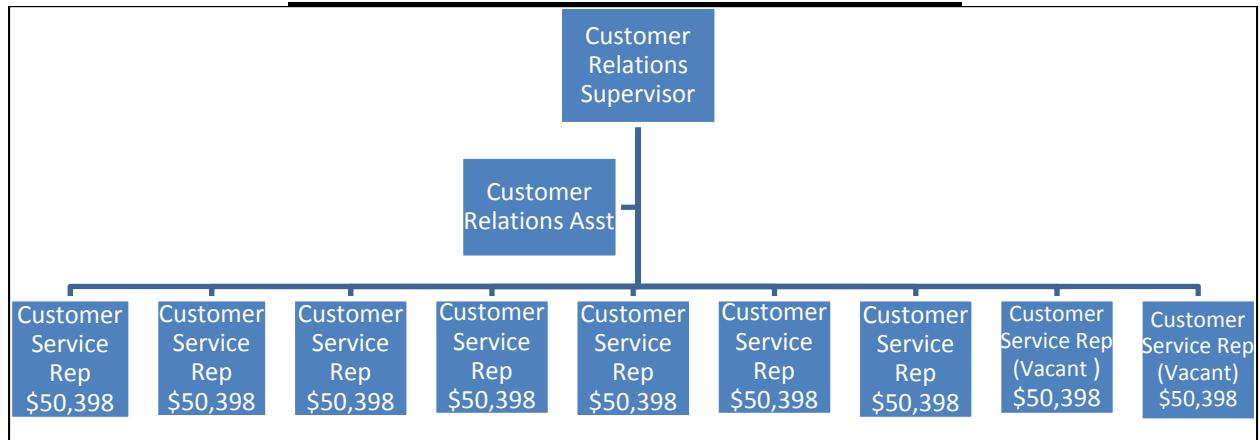 Customer
Relations
Supervisor
Customer
Relations Asst
Customer
Service
Rep
$50,398
Customer
Service
Rep
$50,398
Customer
Service
Rep
$50,398
Customer
Service
Rep
$50,398
Customer
Service
Rep
$50,398
Customer
Service
Rep
$50,398
Customer
Service
Rep
$50,398
Customer
Service Rep
(Vacant )
$50,398
Customer
Service Rep
(Vacant)
$50,398